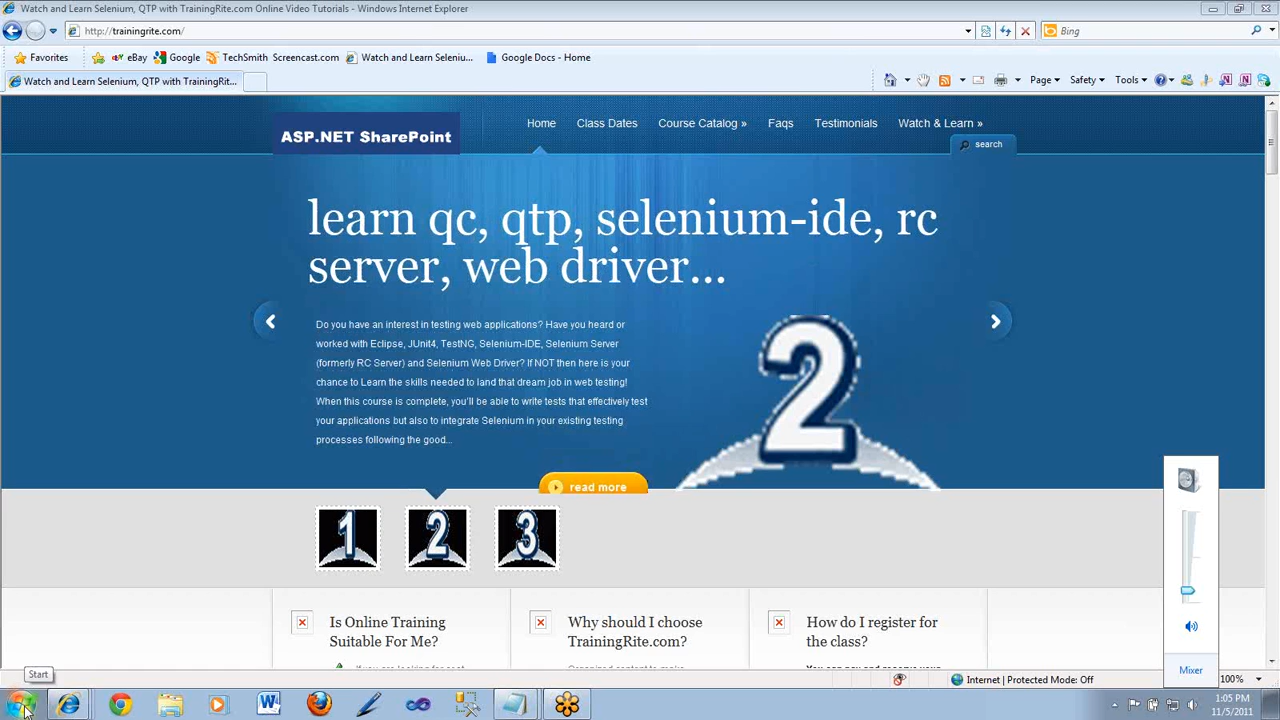 Watch and Learn Selenium, QTP with TrainingRite.com Online Video Tutorials - Windows Internet Explorer
http://trainingrite.com/
Bing
Favorites
eBay
Google
TechSmith
Screencast.com
Watch and Learn Seleniu...
Google Docs - Home
Watch and Learn Selenium, QTP with TrainingRite...
Page
Safety
Tools
ASP.NET SharePoint
Home
Class Dates
Course Catalog »
Faqs
Testimonials
Watch & Learn »
search
learn qc, qtp, selenium-ide, rc
server, web driver...
Do you have an interest in testing web applications? Have you heard or
worked with Eclipse, JUnit4, TestNG, Selenium-IDE, Selenium Server
(formerly RC Server) and Selenium Web Driver? If NOT then here is your
chance to Learn the skills needed to land that dream job in web testing!
When this course is complete, you'll be able to write tests that effectively test
your applications but also to integrate Selenium in your existing testing
processes following the good...
2
read more
1
2
3
Is Online Training
Suitable For Me?
Why should I choose
TrainingRite.com?
How do I register for
the class?
Mixer
Start
Internet | Protected Mode: Off
100%
1:05 PM
11/5/2011